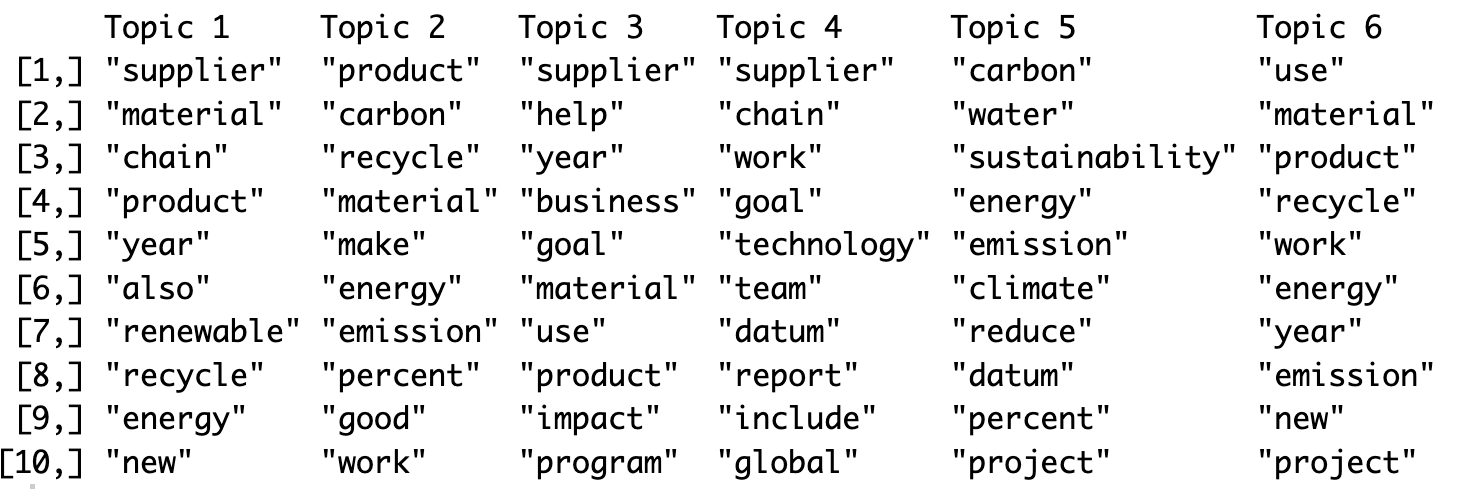 Topic 1 Topic 2 Topic 3 Topic 4 Topic 5 Topic 6
[1,] "supplier" "product" "supplier" "supplier" "carbon" "use"
[2,] "material" "carbon" "help" "chain" "water" "material"
[3,] "chain" "recycle" "year" "work" "sustainability" "product"
[4,] "product" "material" "business" "goal" "energy" "recycle"
[5,] "year" "make" "goal" "technology" "emission" "work"
[6,] "also" "energy" "material" "team" "climate" "energy"
[7,] "renewable" "emission" "use" "datum" "reduce" "year"
[8,] "recycle" "percent" "product" "report" "datum" "emission"
[9,] "energy" "good" "impact" "include" "percent" "new"
[10,] "new" "work" "program" "global" "project" "project"